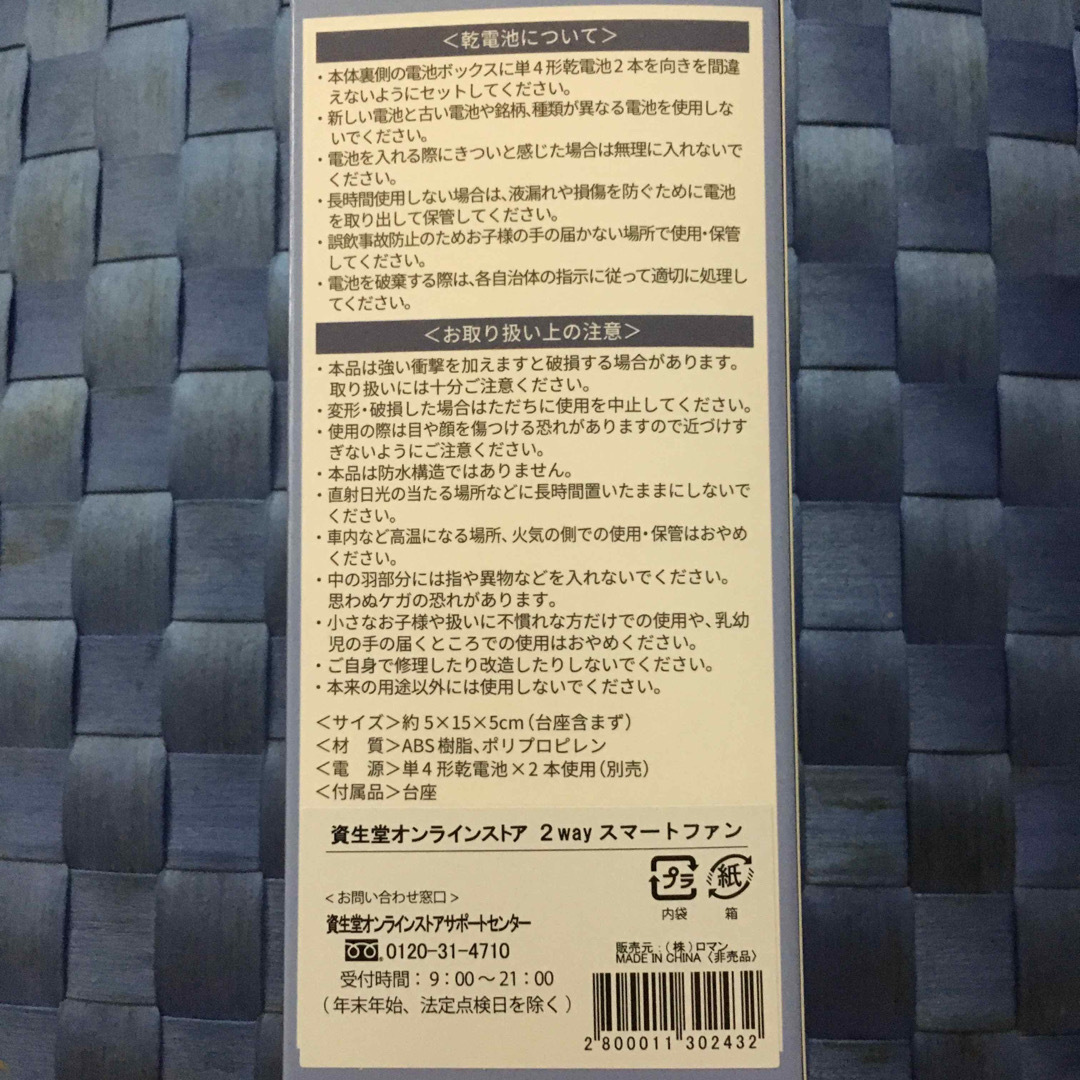 ＜乾電池について＞
・本体裏側の電池ボックスに単4形乾電池2本を向きを間違
えないようにセットしてください。
・新しい電池と古い電池や銘柄、種類が異なる電池を使用しな
いでください。
・電池を入れる際にきついと感じた場合は無理に入れないで
ください。
・長時間使用しない場合は、液漏れや損傷を防ぐために電池
を取り出して保管してください。
・誤飲事故防止のためお子様の手の届かない場所で使用・保管
してください。
・電池を破棄する際は、各自治体の指示に従って適切に処理し
てください。
＜お取り扱い上の注意＞
・本品は強い衝撃を加えますと破損する場合があります。
取り扱いには十分ご注意ください。
・変形・破損した場合はただちに使用を中止してください。
・使用の際は目や顔を傷つける恐れがありますので近づけす
ぎないようにご注意ください。
・本品は防水構造ではありません。
・直射日光の当たる場所などに長時間置いたままにしないで
ください。
・車内など高温になる場所、火気の側での使用・保管はおやめ
ください。
・中の羽部分には指や異物などを入れないでください。
思わぬケガの恐れがあります。
・小さなお子様や扱いに不慣れな方だけでの使用や、乳幼
児の手の届くところでの使用はおやめください。
・ご自身で修理したり改造したりしないでください。
・本来の用途以外には使用しないでください。
＜サイズ＞約5×15×5cm（台座含まず）
＜材　質＞ABS樹脂、ポリプロピレン
＜電　源＞単4形乾電池×2本使用（別売）
＜付属品＞台座
資生堂オンラインストア 2way スマートファン
＜お問い合わせ窓口＞
資生堂オンラインストアサポートセンター
0120-31-4710
受付時間：9：00～21：00
（年末年始、法定点検日を除く）
プラ 紙
内袋 箱
販売元：（株）ロマン
MADE IN CHINA〈非売品〉
2 800011 302432